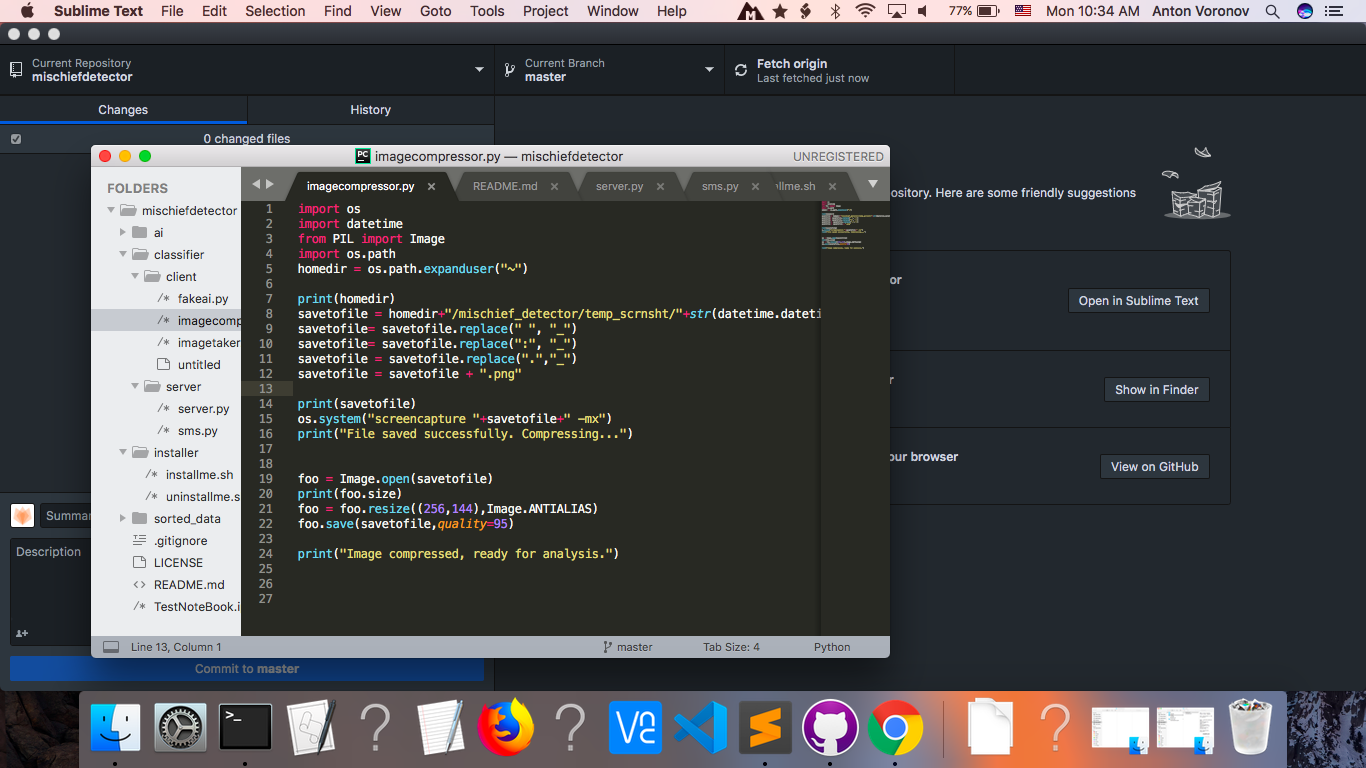 Sublime Text File Edit Selection Find View Goto Tools Project Window Help 77% Mon 10:34 AM Anton Voronov
Current Repository
mischiefdetector
Current Branch
master
Fetch origin
Last fetched just now
Changes History
0 changed files
imagecompressor.py — mischiefdetector
UNREGISTERED
FOLDERS
mischiefdetector
ai
classifier
client
/* fakeai.py
/* imagecomp
/* imagetaker
untitled
server
/* server.py
/* sms.py
installer
/* installme.sh
/* uninstallme.s
sorted_data
.gitignore
LICENSE
<> README.md
/* TestNoteBook.i
imagecompressor.py × README.md × server.py × sms.py × llme.sh ×
1 import os
2 import datetime
3 from PIL import Image
4 import os.path
5 homedir = os.path.expanduser("~")
6
7 print(homedir)
8 savetofile = homedir+"/mischief_detector/temp_scrnsht/"+str(datetime.dateti
9 savetofile= savetofile.replace(" ", "_")
10 savetofile= savetofile.replace(":", "_")
11 savetofile = savetofile.replace(".","_")
12 savetofile = savetofile + ".png"
13
14 print(savetofile)
15 os.system("screencapture "+savetofile+" -mx")
16 print("File saved successfully. Compressing...")
17
18
19 foo = Image.open(savetofile)
20 print(foo.size)
21 foo = foo.resize((256,144),Image.ANTIALIAS)
22 foo.save(savetofile,quality=95)
23
24 print("Image compressed, ready for analysis.")
25
26
27
Line 13, Column 1 master Tab Size: 4 Python
ository. Here are some friendly suggestions
or
Open in Sublime Text
r
Show in Finder
our browser
View on GitHub
Summar
Description
Commit to master